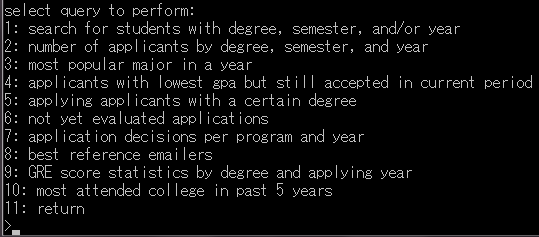 select query to perform:
1: search for students with degree, semester, and/or year
2: number of applicants by degree, semester, and year
3: most popular major in a year
4: applicants with lowest gpa but still accepted in current period
5: applying applicants with a certain degree
6: not yet evaluated applications
7: application decisions per program and year
8: best reference emailers
9: GRE score statistics by degree and applying year
10: most attended college in past 5 years
11: return
>